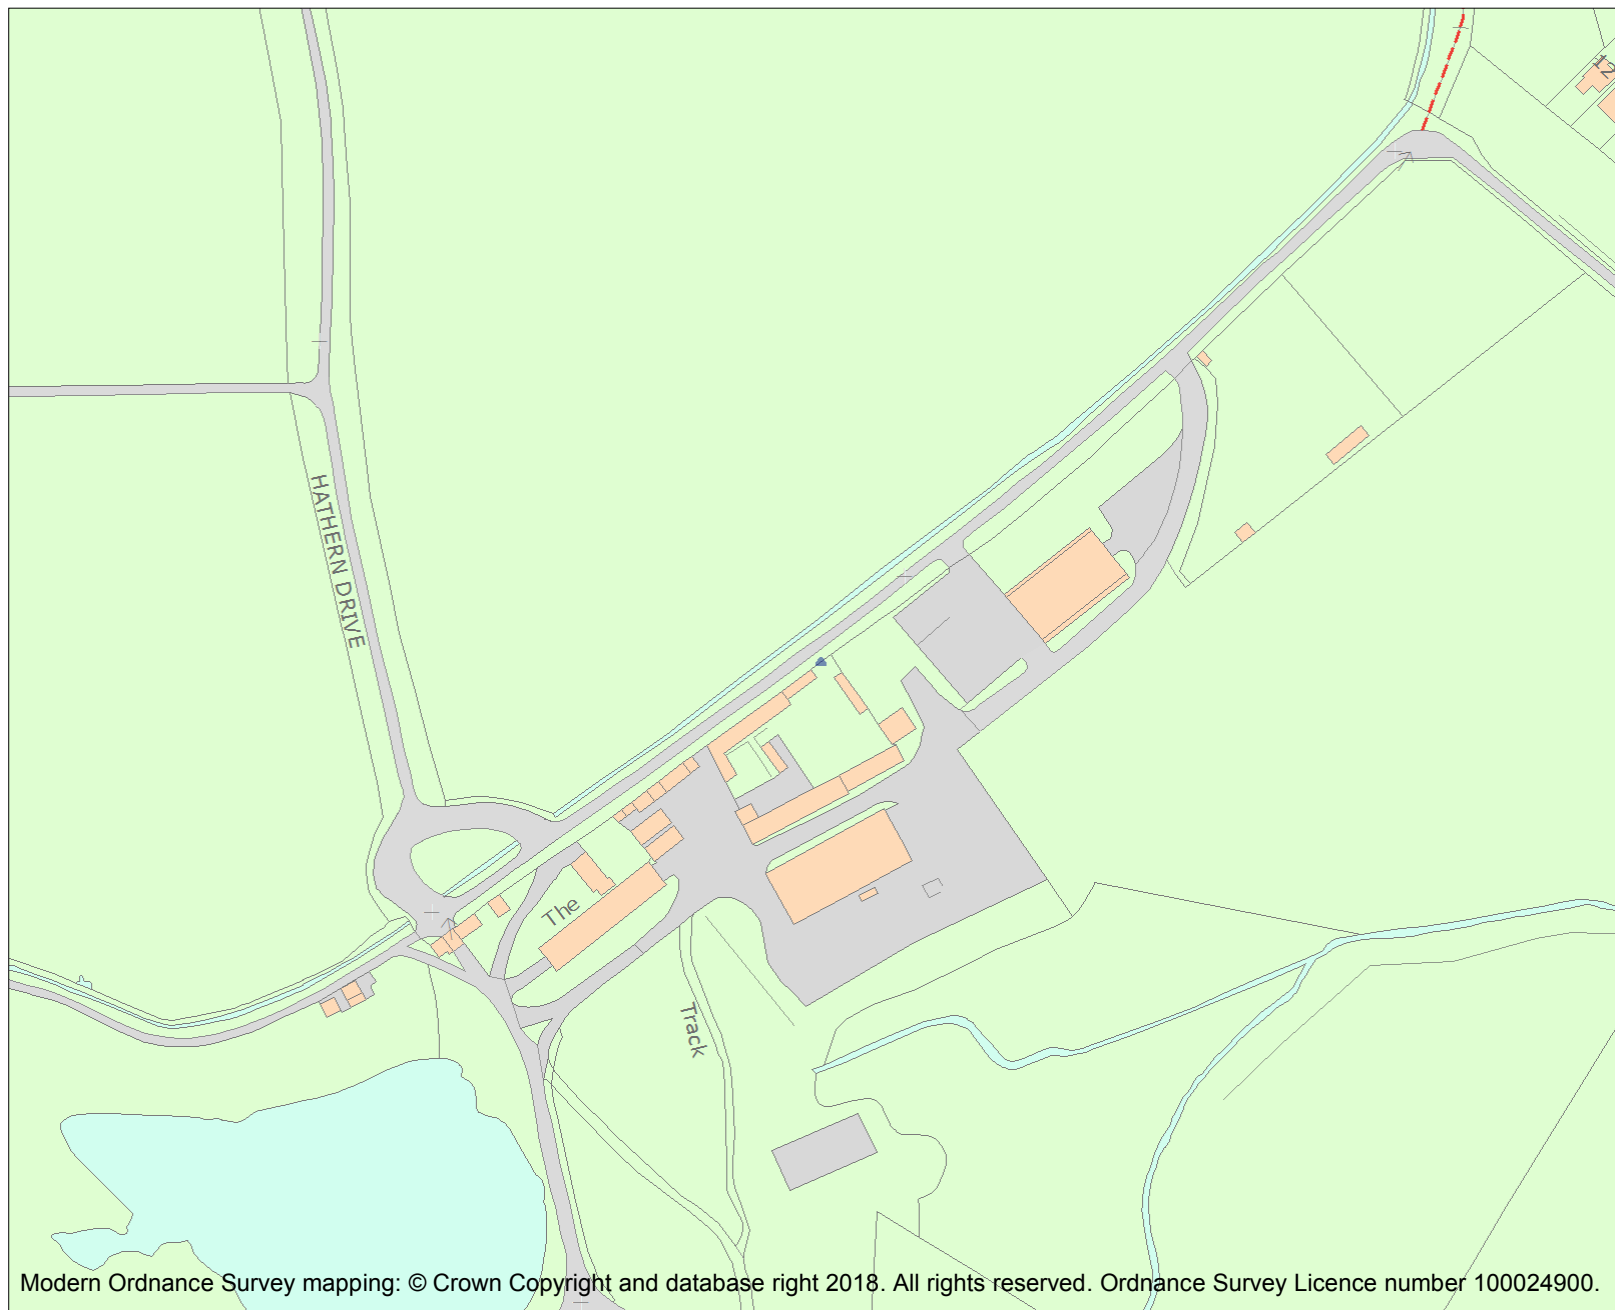 12
HATHERN DRIVE
The
Track
Modern Ordnance Survey mapping: © Crown Copyright and database right 2018. All rights reserved. Ordnance Survey Licence number 100024900.